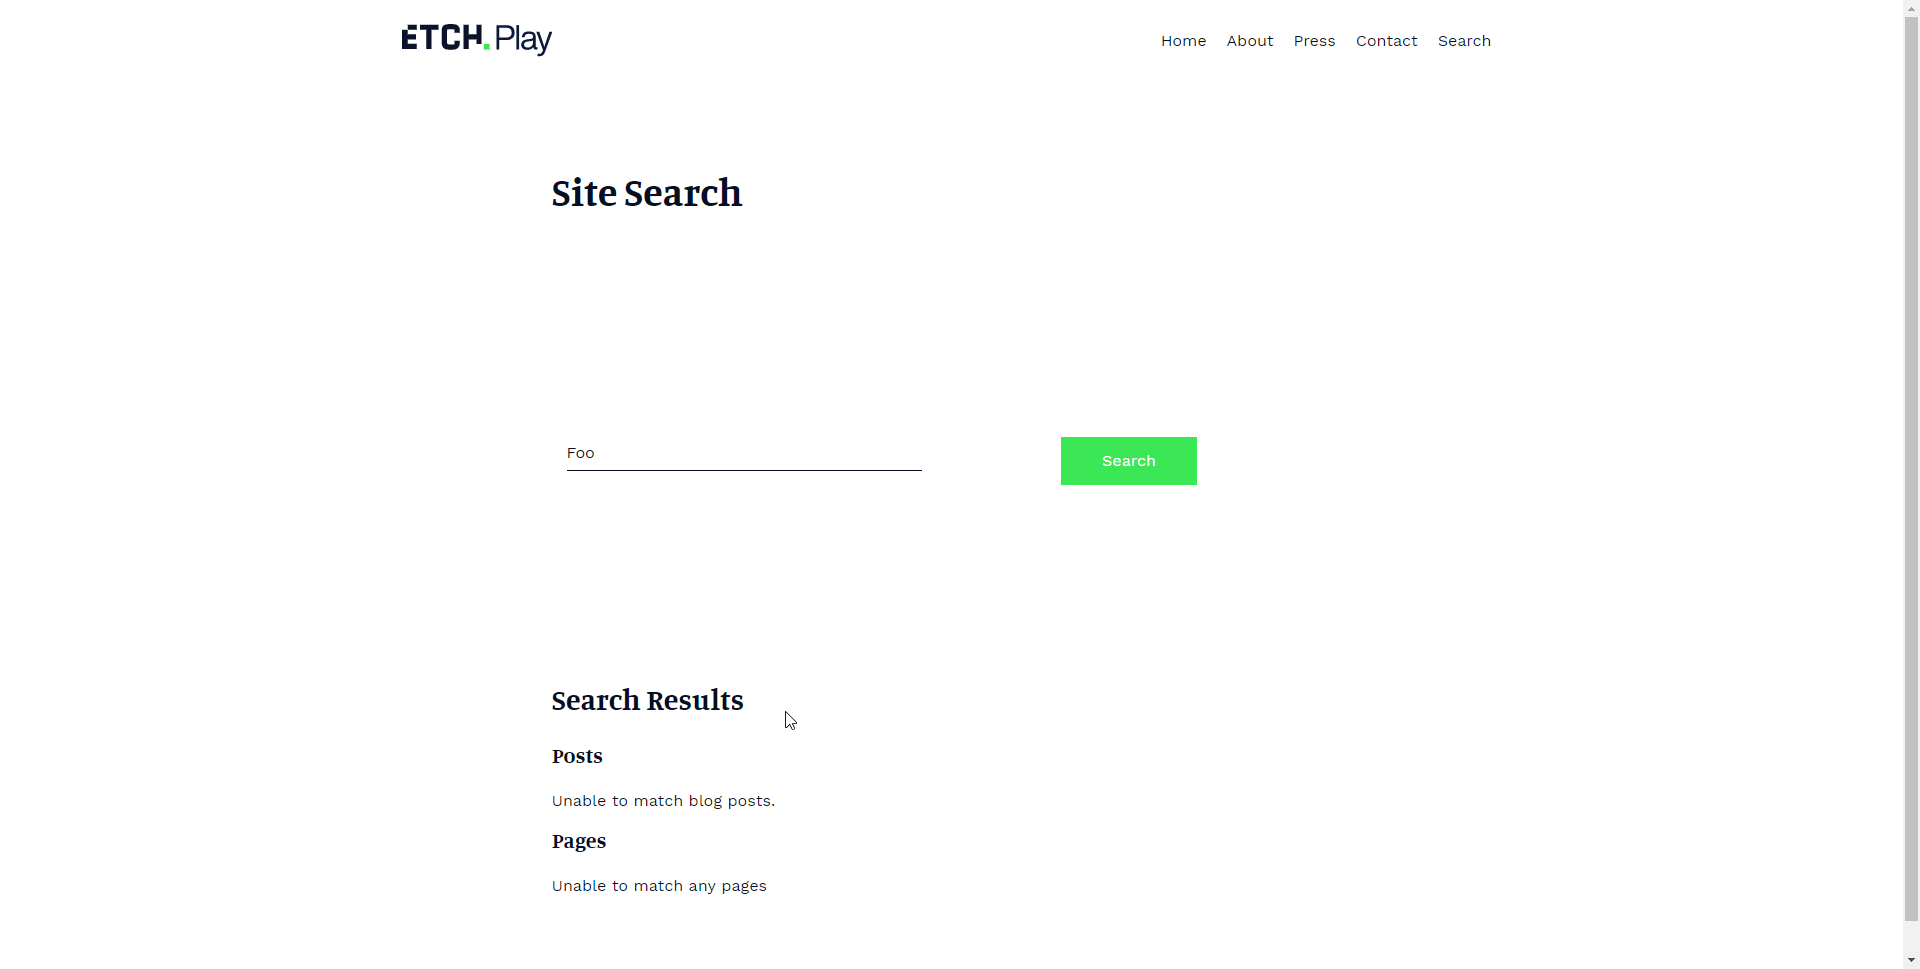 ETCH. Play
Home About Press Contact Search
Site Search
Foo
Search
Search Results
Posts
Unable to match blog posts.
Pages
Unable to match any pages